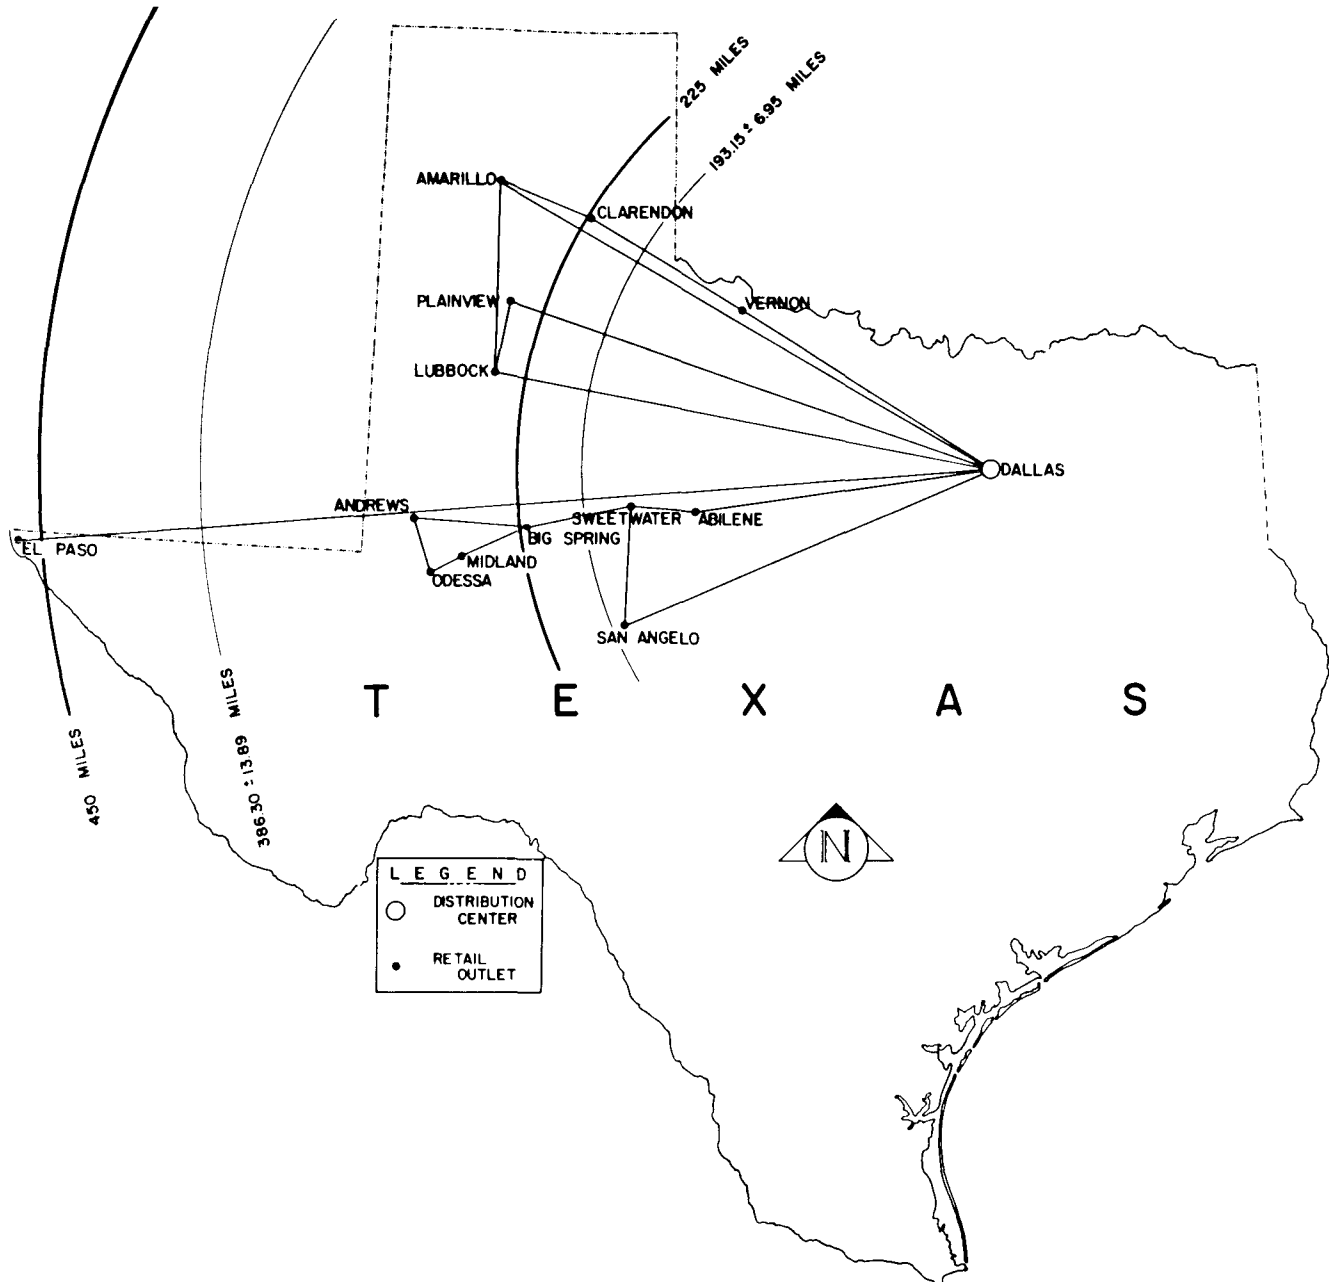 225 MILES
193.15 ± 6.95 MILES
AMARILLO
CLARENDON
PLAINVIEW
VERNON
LUBBOCK
DALLAS
ANDREWS
SWEETWATER
ABILENE
BIG SPRING
EL PASO
MIDLAND
ODESSA
SAN ANGELO
T E X A S
450 MILES
386.30 ± 13.89 MILES
N
LEGEND
DISTRIBUTION
CENTER
RETAIL
OUTLET